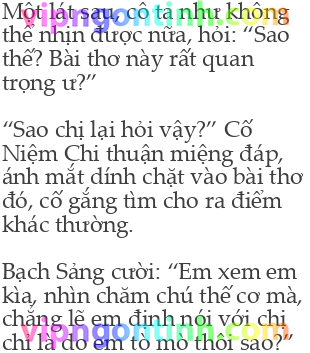 Một lát sau, cô ta như không
thể nhịn được nữa, hỏi: “Sao
thế? Bài thơ này rất quan
trọng ư?”
“Sao chị lại hỏi vậy?” Cố
Niệm Chi thuận miệng đáp,
ánh mắt dính chặt vào bài thơ
đó, cố gắng tìm cho ra điểm
khác thường.
Bạch Sảng cười: “Em xem em
kìa, nhìn chăm chú thế cơ mà,
chẳng lẽ em định nói với chị
chỉ là do em tò mò thôi sao?”
vipngontinh.com
vipngontinh.com